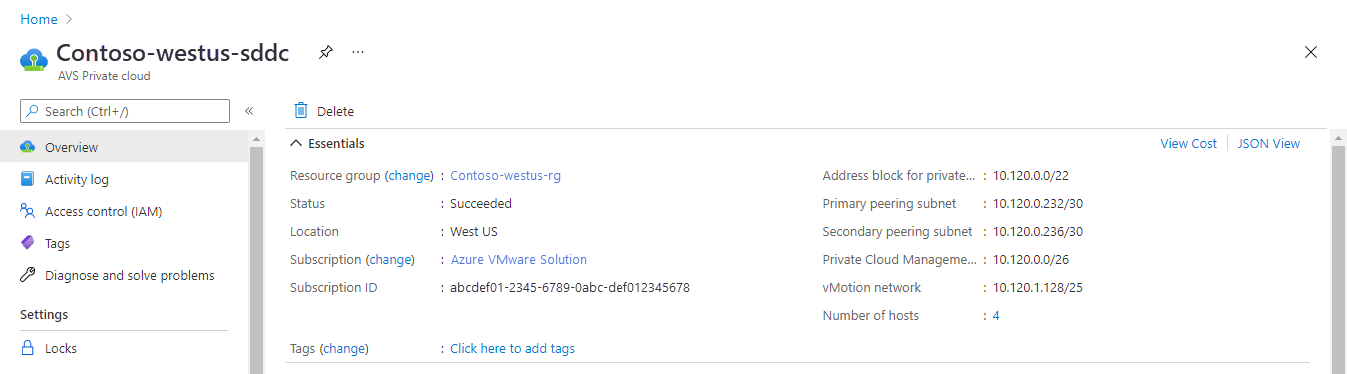 Home
Contoso-westus-sddc
AVS Private cloud
Search (Ctrl+/)
Overview
Activity log
Access control (IAM)
Tags
Diagnose and solve problems
Settings
Locks
Delete
Essentials
View Cost
JSON View
Resource group (change) : Contoso-westus-rg
Status : Succeeded
Location : West US
Subscription (change) : Azure VMware Solution
Subscription ID : abcdef01-2345-6789-0abc-def012345678
Address block for private... : 10.120.0.0/22
Primary peering subnet : 10.120.0.232/30
Secondary peering subnet : 10.120.0.236/30
Private Cloud Manageme... : 10.120.0.0/26
vMotion network : 10.120.1.128/25
Number of hosts : 4
Tags (change) : Click here to add tags